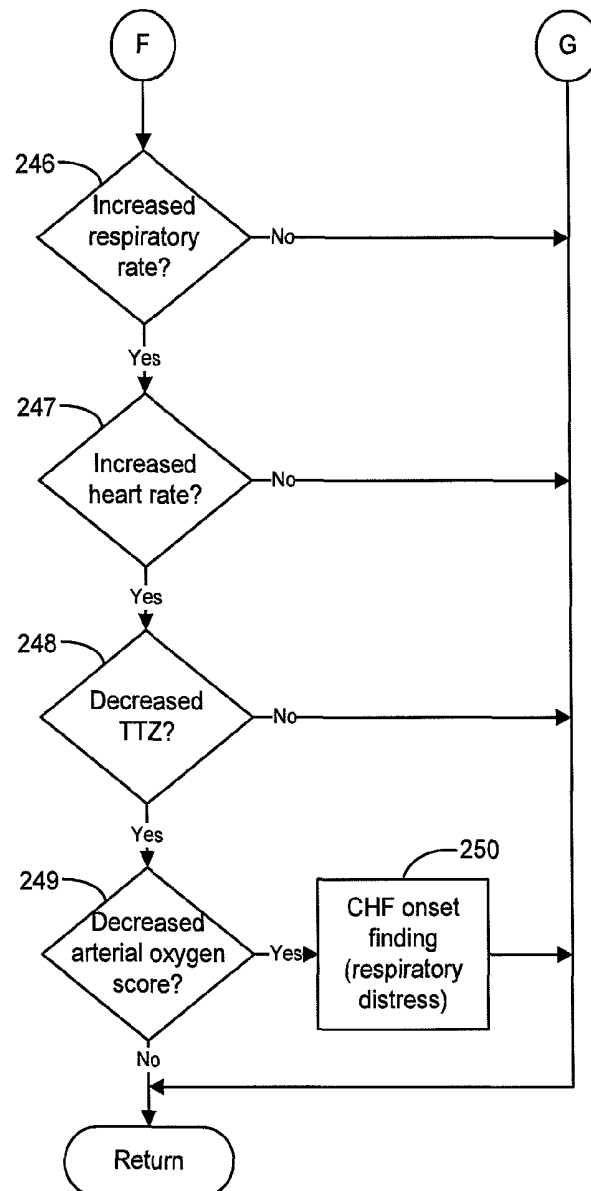 F
G
246
Increased
respiratory
rate?
No
Yes
247
Increased
heart rate?
No
Yes
248
Decreased
TTZ?
No
Yes
249
Decreased
arterial oxygen
score?
Yes
250
CHF onset
finding
(respiratory
distress)
No
Return